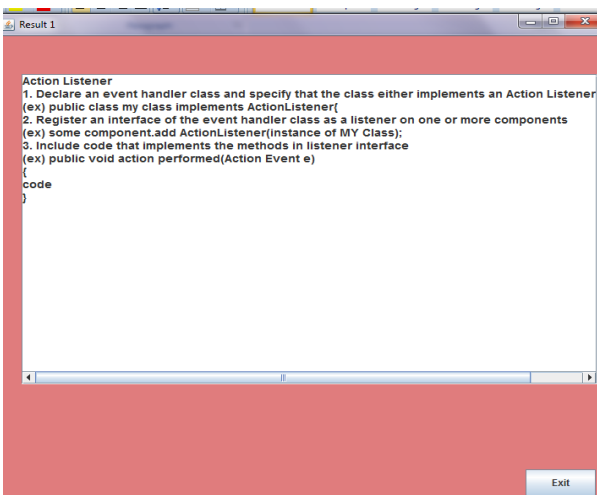 Result 1
Action Listener
1. Declare an event handler class and specify that the class either implements an Action Listener
(ex) public class my class implements ActionListener{
2. Register an interface of the event handler class as a listener on one or more components
(ex) some component.add ActionListener(instance of MY Class);
3. Include code that implements the methods in listener interface
(ex) public void action performed(Action Event e)
{
code
}
Exit